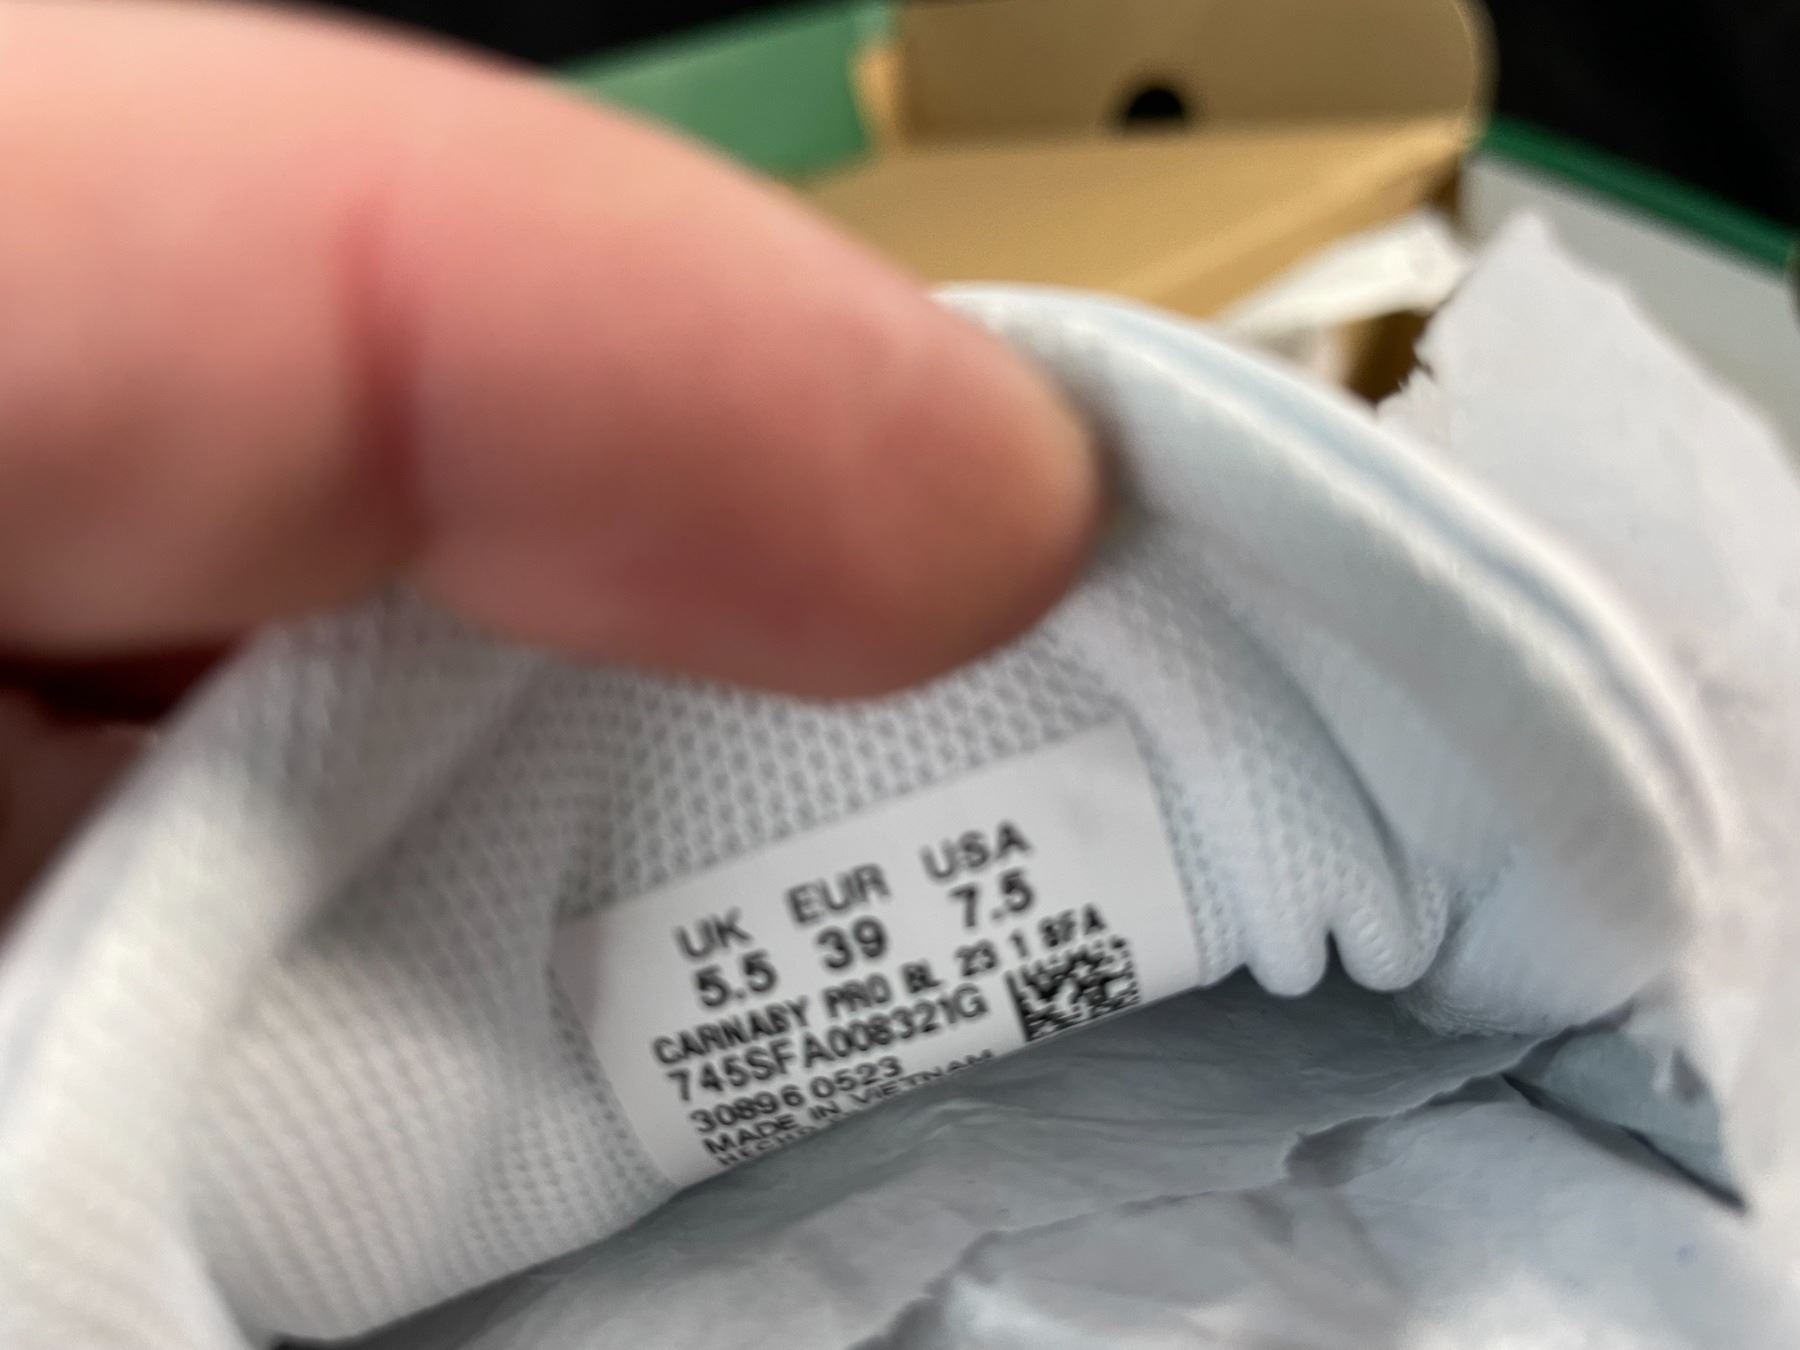 UK EUR USA
5.5 39 7.5
CARNABY PRO BL 23 1 SFA
745SFA008321G
30896 0523
MADE IN VIETNAM